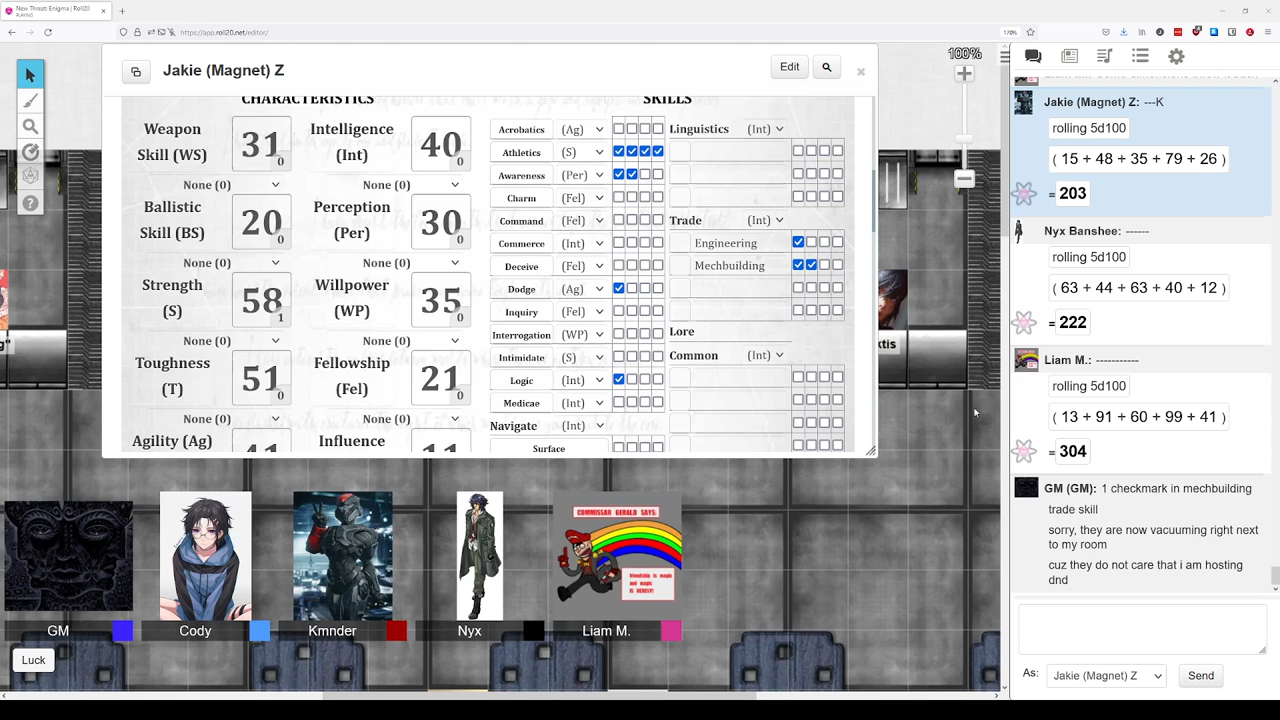 New Threat: Enigma | Roll20
PLAYING
https://app.roll20.net/editor/
170%
Jakie (Magnet) Z
Edit
100%
CHARACTERISTICS
SKILLS
Weapon Skill (WS)
31
0
Intelligence (Int)
40
0
None (0)
None (0)
Ballistic Skill (BS)
20
0
Perception (Per)
30
0
None (0)
None (0)
Strength (S)
58
1
Willpower (WP)
35
0
None (0)
None (0)
Toughness (T)
51
0
Fellowship (Fel)
21
0
None (0)
None (0)
Agility (Ag)
Influence
Acrobatics (Ag)
Athletics (S)
Awareness (Per)
Charm (Fel)
Command (Fel)
Commerce (Int)
Deceive (Fel)
Dodge (Ag)
Inquiry (Fel)
Interrogation (WP)
Intimidate (S)
Logic (Int)
Medicae (Int)
Navigate (Int)
Surface
Linguistics (Int)
Trade (Int)
Engineering
Mechbuilding
Lore
Common (Int)
Jakie (Magnet) Z: ---K
rolling 5d100
( 15 + 48 + 35 + 79 + 26 )
= 203
Nyx Banshee: ------
rolling 5d100
( 63 + 44 + 63 + 40 + 12 )
= 222
Liam M.: -----------
rolling 5d100
( 13 + 91 + 60 + 99 + 41 )
= 304
GM (GM): 1 checkmark in mechbuilding
trade skill
sorry, they are now vacuuming right next
to my room
cuz they do not care that i am hosting
dnd
As:
Jakie (Magnet) Z
Send
COMMISSAR GERALD SAYS:
friendship is magic
and magic
IS HERESY!
GM
Cody
Kmnder
Nyx
Liam M.
Luck